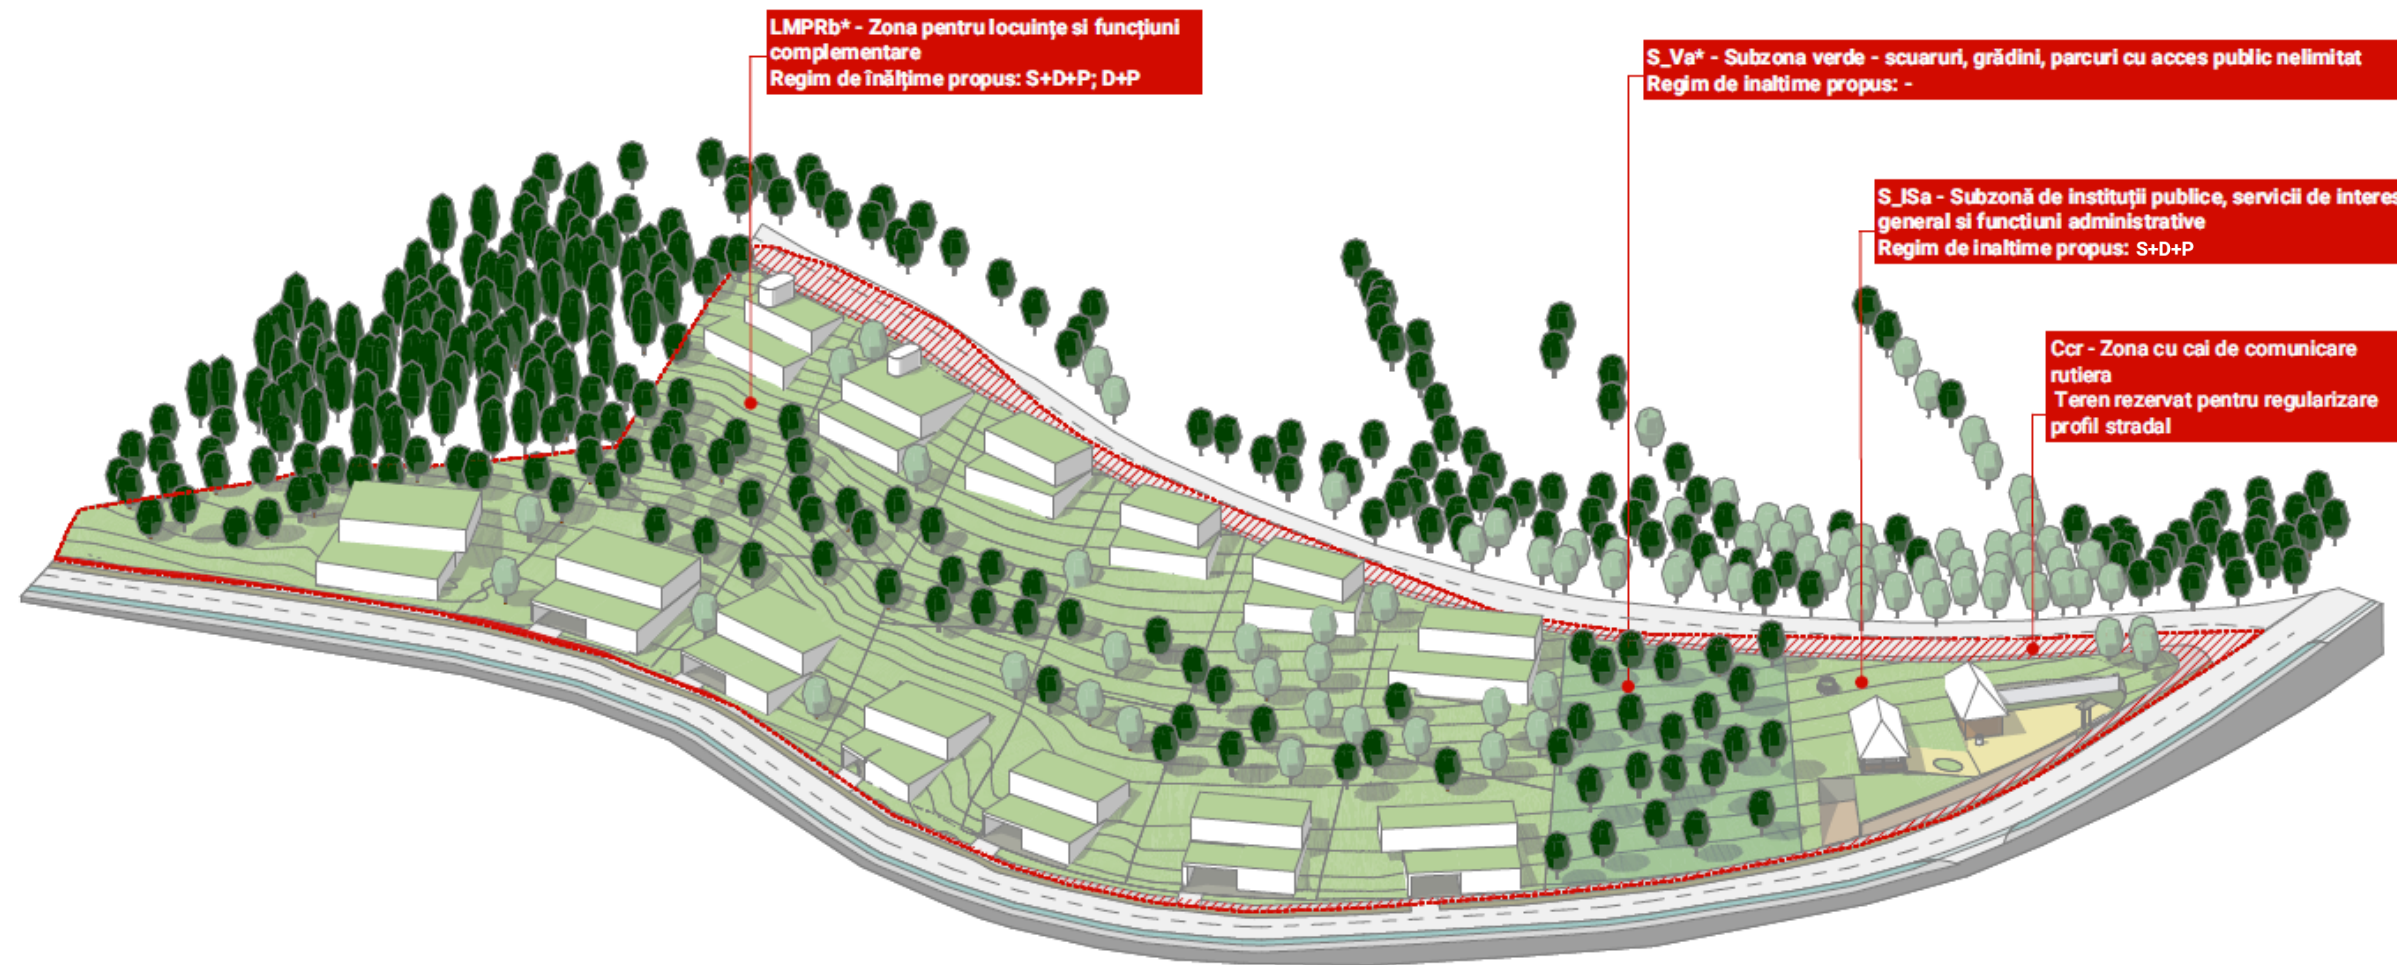 LMPRb* - Zona pentru locuințe si funcțiuni
complementare
Regim de înălțime propus: S+D+P; D+P
S_Va* - Subzona verde - scuaruri, grădini, parcuri cu acces public nelimitat
Regim de inaltime propus: -
S_ISa - Subzonă de instituții publice, servicii de interes
general si functiuni administrative
Regim de inaltime propus: S+D+P
Ccr - Zona cu cai de comunicare
rutiera
Teren rezervat pentru regularizare
profil stradal